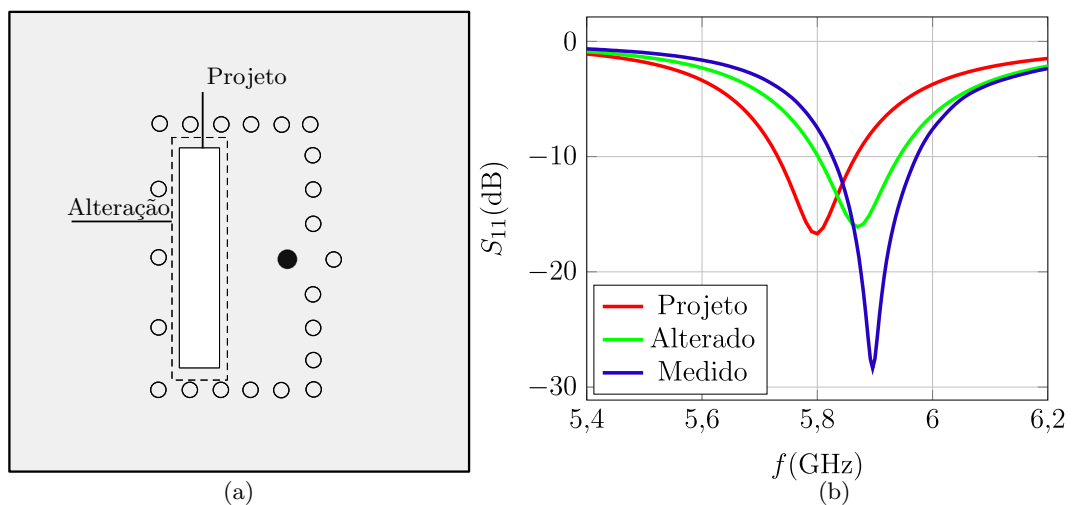 Projeto
Alteração
(a)
0
−10
−20
−30
S11(dB)
Projeto
Alterado
Medido
5,4
5,6
5,8
6
6,2
f(GHz)
(b)